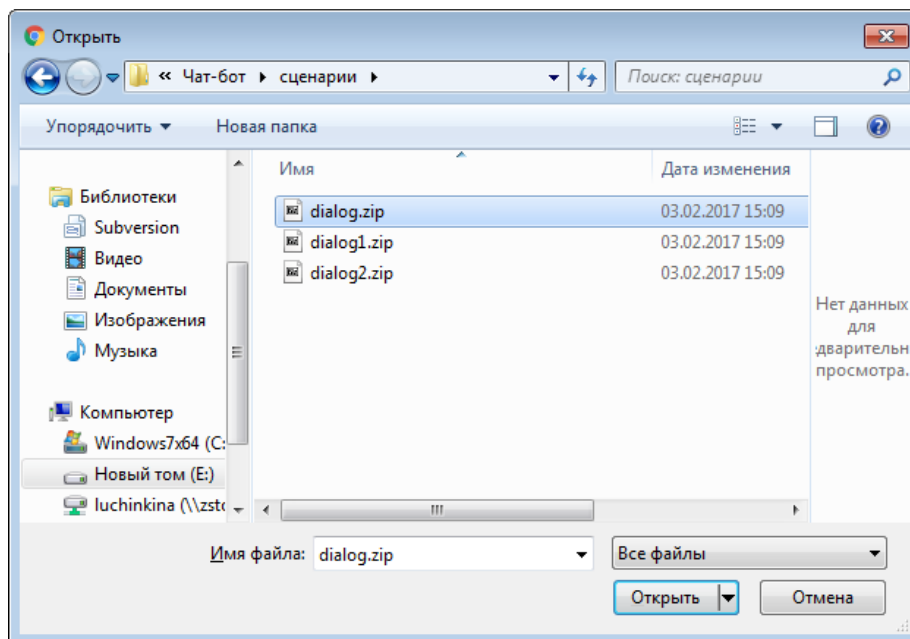 Открыть
« Чат-бот сценарии
Поиск: сценарии
Упорядочить
Новая папка
Имя
Дата изменения
Библиотеки
Subversion
Видео
Документы
Изображения
Музыка
Компьютер
Windows7x64 (C:
Новый том (E:)
luchinkina (\\zstc
dialog.zip 03.02.2017 15:09
dialog1.zip 03.02.2017 15:09
dialog2.zip 03.02.2017 15:09
Нет данных
для
дварительн
просмотра.
Имя файла: dialog.zip
Все файлы
Открыть
Отмена